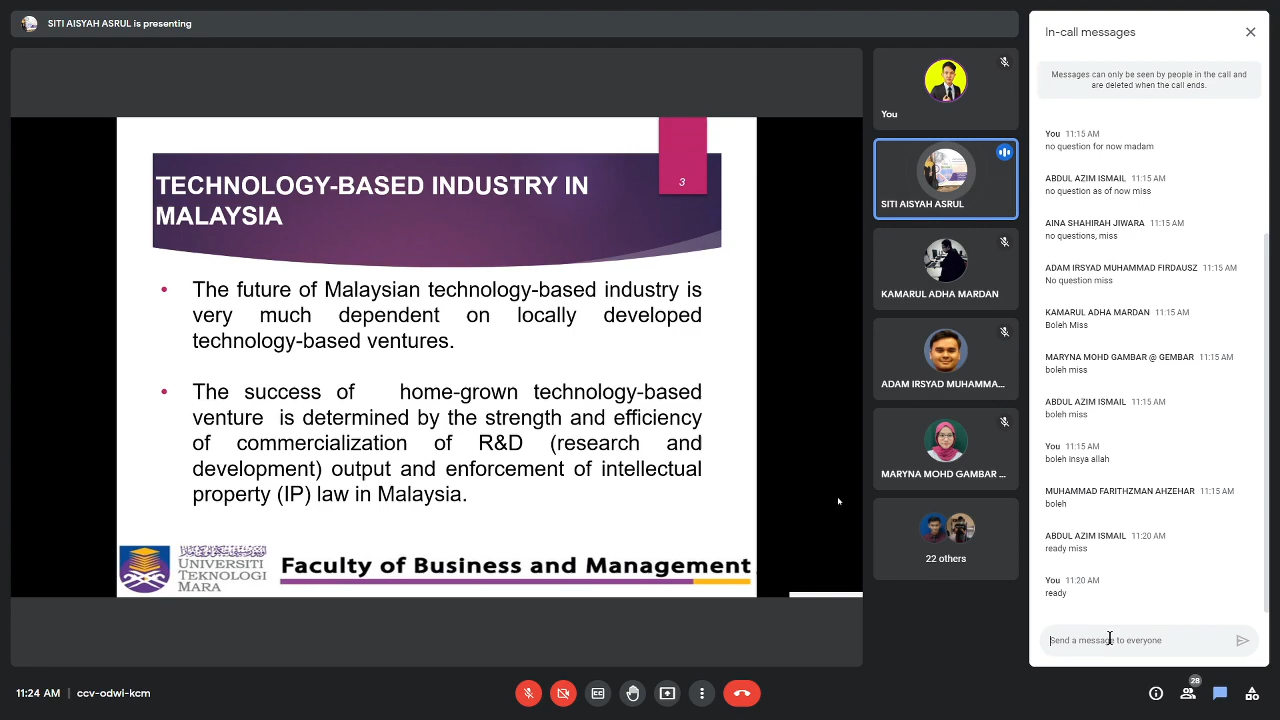 SITI AISYAH ASRUL is presenting
TECHNOLOGY-BASED INDUSTRY IN
MALAYSIA
3
• The future of Malaysian technology-based industry is
very much dependent on locally developed
technology-based ventures.
• The success of home-grown technology-based
venture is determined by the strength and efficiency
of commercialization of R&D (research and
development) output and enforcement of intellectual
property (IP) law in Malaysia.
UNIVERSITI
TEKNOLOGI
MARA
Faculty of Business and Management
You
SITI AISYAH ASRUL
KAMARUL ADHA MARDAN
ADAM IRSYAD MUHAMMA...
MARYNA MOHD GAMBAR ...
22 others
In-call messages
Messages can only be seen by people in the call and
are deleted when the call ends.
You 11:15 AM
no question for now madam
ABDUL AZIM ISMAIL 11:15 AM
no question as of now miss
AINA SHAHIRAH JIWARA 11:15 AM
no questions, miss
ADAM IRSYAD MUHAMMAD FIRDAUSZ 11:15 AM
No question miss
KAMARUL ADHA MARDAN 11:15 AM
Boleh Miss
MARYNA MOHD GAMBAR @ GEMBAR 11:15 AM
boleh miss
ABDUL AZIM ISMAIL 11:15 AM
boleh miss
You 11:15 AM
boleh insya allah
MUHAMMAD FARITHZMAN AHZEHAR 11:15 AM
boleh
ABDUL AZIM ISMAIL 11:20 AM
ready miss
You 11:20 AM
ready
Send a message to everyone
11:24 AM | ccv-odwi-kcm
28